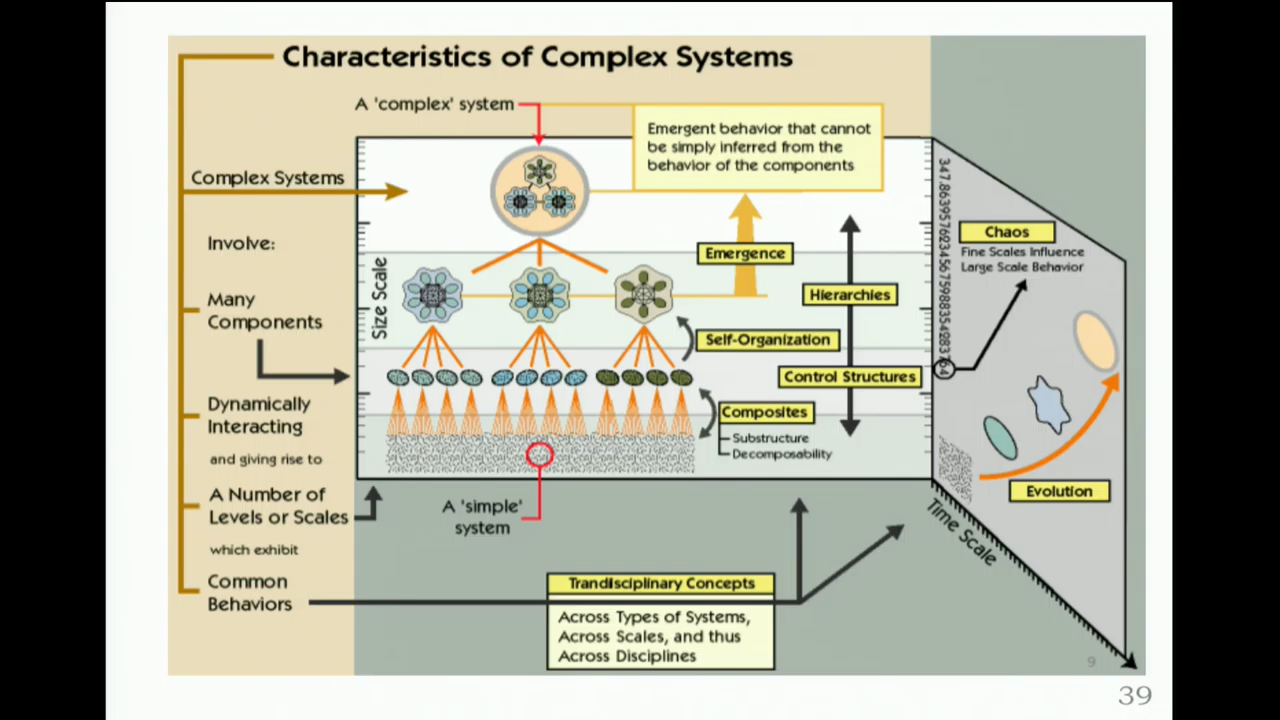 Characteristics of Complex Systems
A 'complex' system
Emergent behavior that cannot
be simply inferred from the
behavior of the components
Complex Systems
Involve:
Many
Components
Dynamically
Interacting
and giving rise to
A Number of
Levels or Scales
which exhibit
Common
Behaviors
Size Scale
Emergence
Hierarchies
Self-Organization
Control Structures
Composites
Substructure
Decomposability
A 'simple'
system
Chaos
Fine Scales Influence
Large Scale Behavior
Evolution
Time Scale
Trandisciplinary Concepts
Across Types of Systems,
Across Scales, and thus
Across Disciplines
9
39